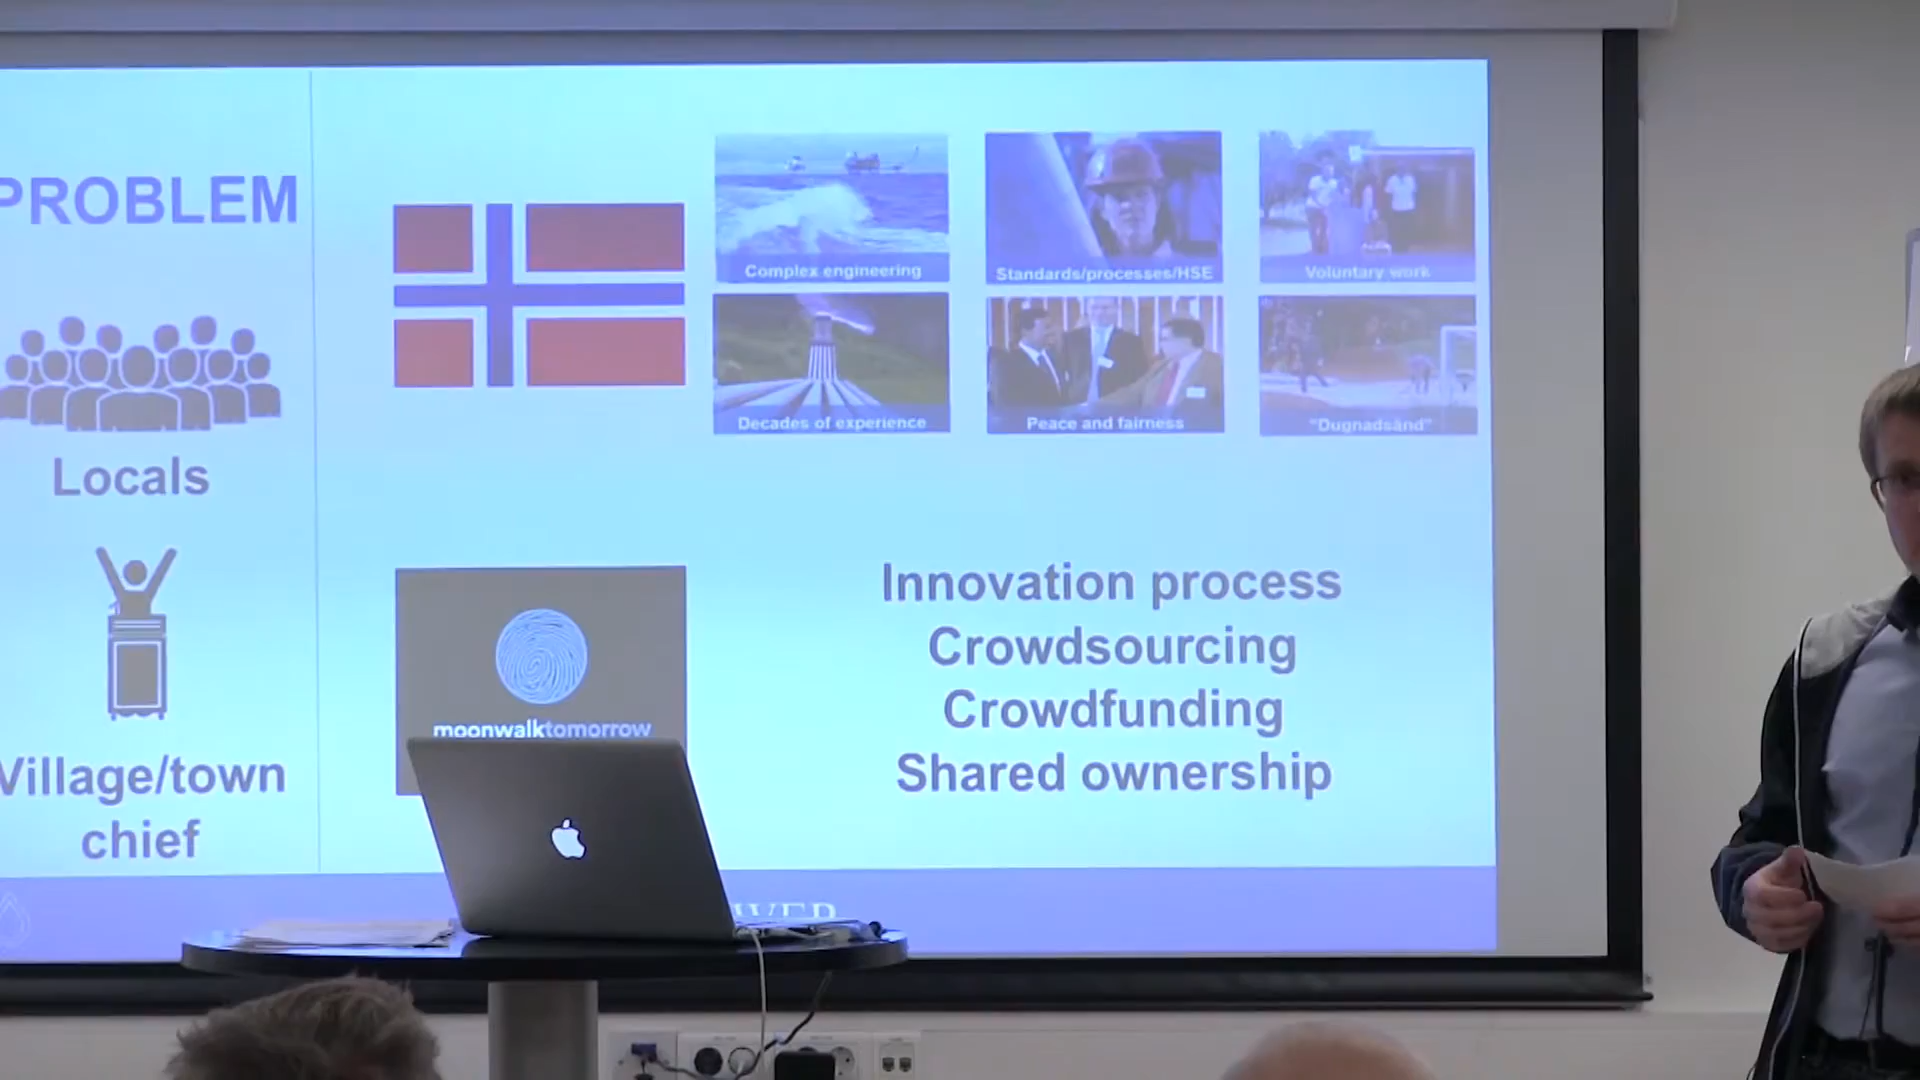 PROBLEM
Locals
Village/town
chief
Complex engineering
Standards/processes/HSE
Voluntary work
Decades of experience
Peace and fairness
"Dugnadsånd"
moonwalktomorrow
Innovation process
Crowdsourcing
Crowdfunding
Shared ownership